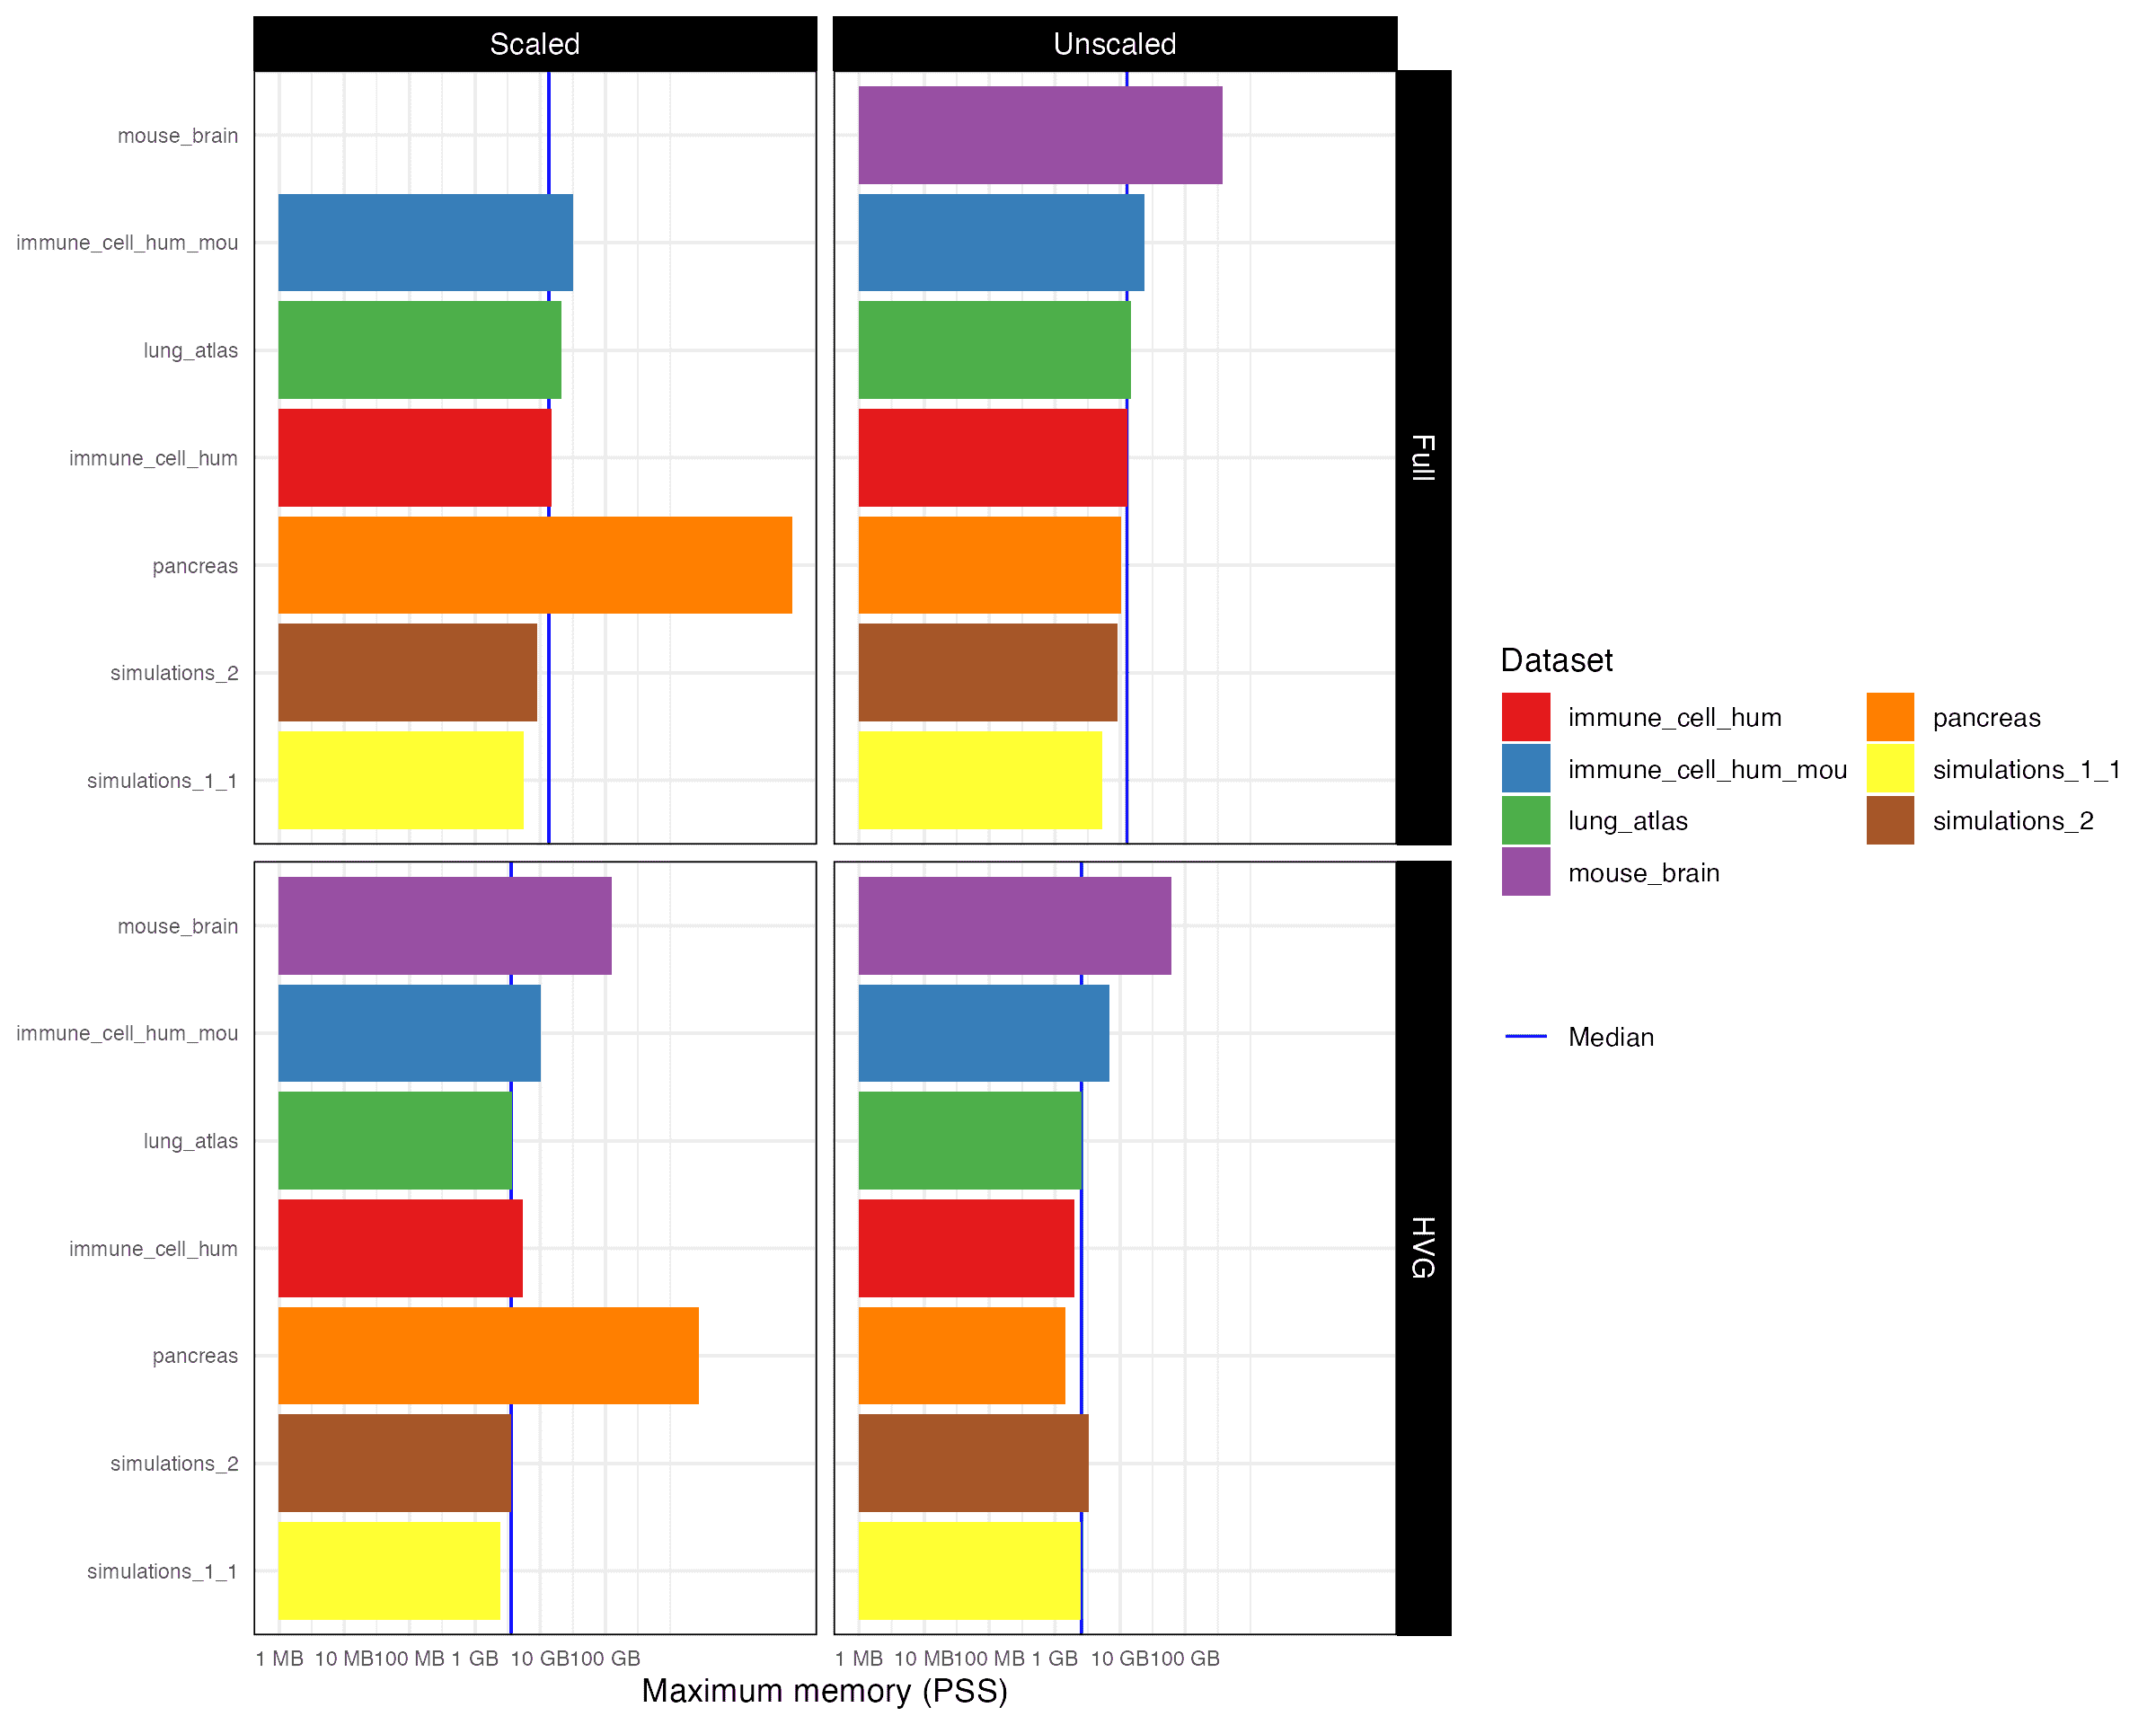 Scaled
Unscaled
mouse_brain
immune_cell_hum_mou
lung_atlas
immune_cell_hum
pancreas
simulations_2
simulations_1_1
Full
mouse_brain
immune_cell_hum_mou
lung_atlas
immune_cell_hum
pancreas
simulations_2
simulations_1_1
HVG
1 MB 10 MB 100 MB 1 GB 10 GB 100 GB
1 MB 10 MB 100 MB 1 GB 10 GB 100 GB
Maximum memory (PSS)
Dataset
immune_cell_hum
immune_cell_hum_mou
lung_atlas
mouse_brain
pancreas
simulations_1_1
simulations_2
Median